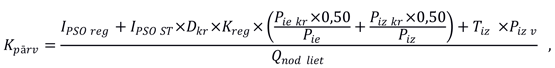 K_pārv = (I_PSO reg + I_PSO ST × D_kr × K_reg × (P_ie kr × 0,50 / P_ie + P_iz kr × 0,50 / P_iz) + T_iz × P_iz v) / Q_nod liet ,